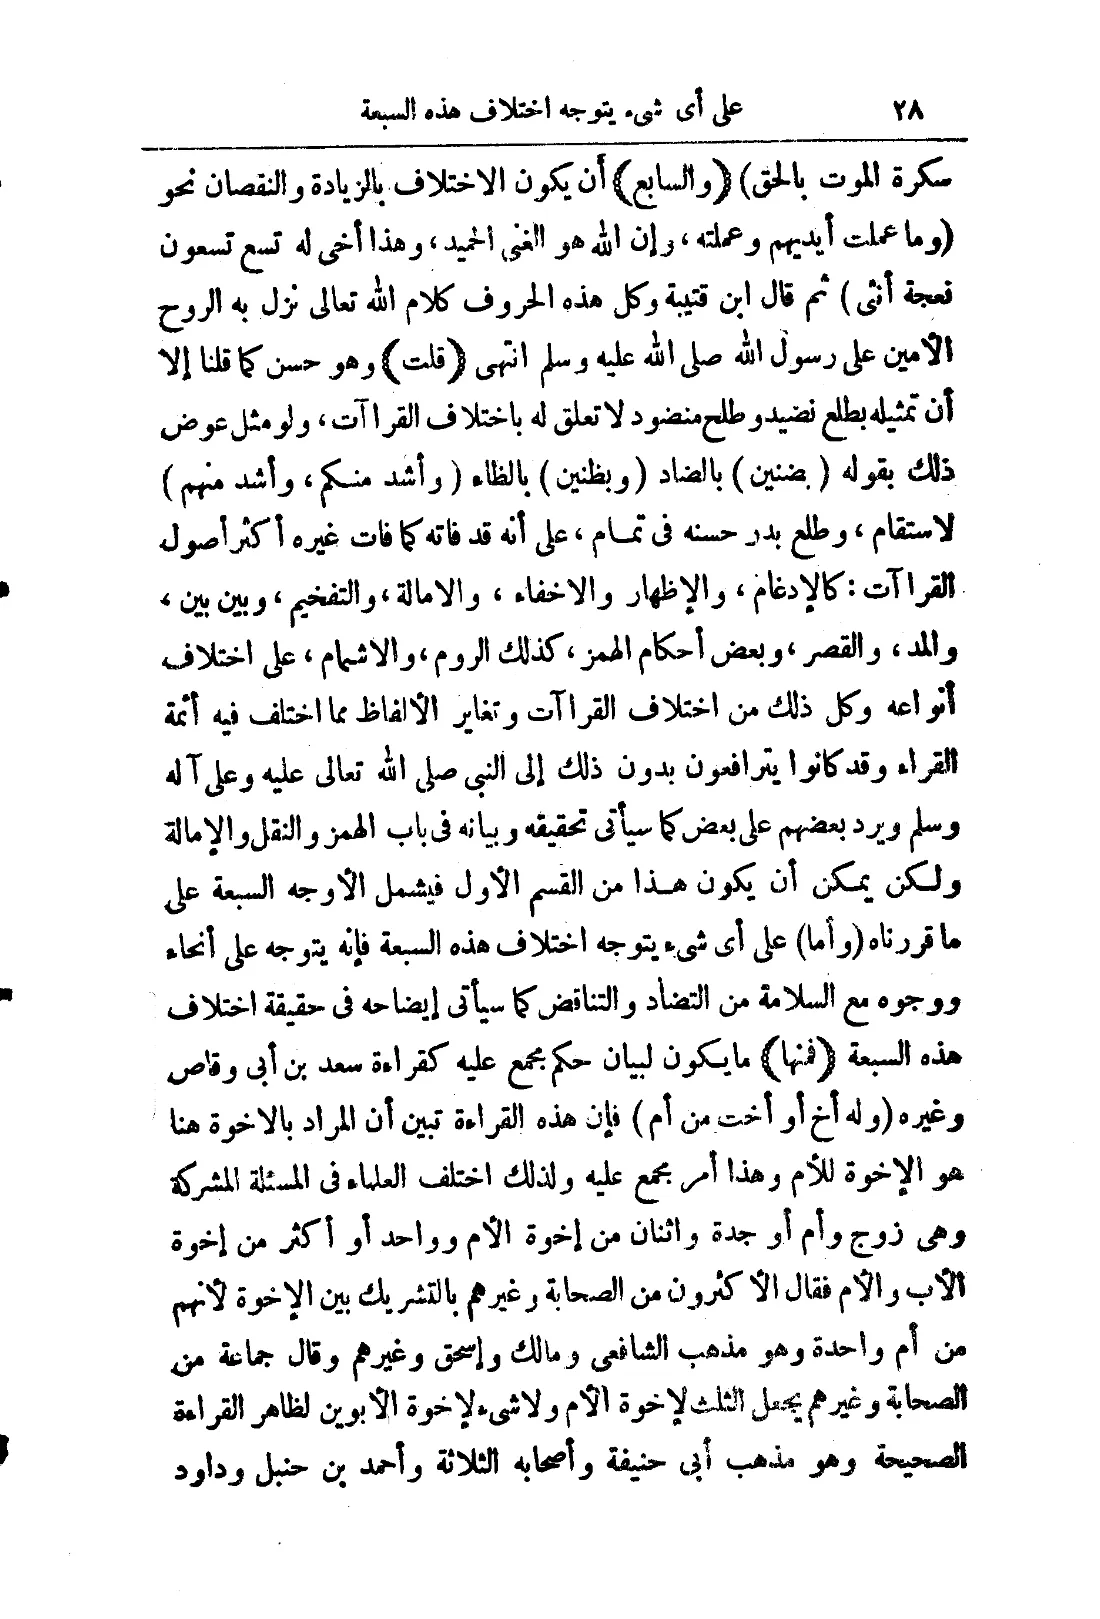 ٢٨ على أى شىء يتوجه اختلاف هذه السبعة
سكرة الموت بالحق) (والسابع) أن يكون الاختلاف بالزيادة والنقصان نحو
(وما عملت أيديهم وعملته ، وإن الله هو الغنى الحميد ، وهذا أخى له تسع تسعون
نعجة أنثى) ثم قال ابن قتيبة وكل هذه الحروف كلام الله تعالى نزل به الروح
الأمين على رسول الله صلى الله عليه وسلم انتهى (قلت) وهو حسن كما قلنا إلا
أن تمثيله بطلع نضيد وطلح منضود لا تعلق له باختلاف القراآت ، ولو مثل عوض
ذلك بقوله (بضنين) بالضاد (وبظنين) بالظاء (وأشد منكم ، وأشد منهم)
لاستقام ، وطلع بدر حسنه فى تمام ، على أنه قد فاته كما فات غيره أكثر أصول
القراآت : كالإدغام ، والإظهار والاخفاء ، والامالة ، والتفخيم ، وبين بين ،
والمد ، والقصر ، وبعض أحكام الهمز ، كذلك الروم ، والاشمام ، على اختلاف
أنواعه وكل ذلك من اختلاف القراآت وتغاير الألفاظ مما اختلف فيه أئمة
القراء وقد كانوا يترافعون بدون ذلك إلى النبي صلى الله تعالى عليه وعلى آله
وسلم ويرد بعضهم على بعض كما سيأتى تحقيقه وبيانه فى باب الهمز والنقل والإمالة
ولكن يمكن أن يكون هذا من القسم الأول فيشمل الأوجه السبعة على
ما قررناه (وأما) على أى شىء يتوجه اختلاف هذه السبعة فإنه يتوجه على أنحاء
ووجوه مع السلامة من التضاد والتناقض كما سيأتى إيضاحه فى حقيقة اختلاف
هذه السبعة (فمنها) ما يكون لبيان حكم مجمع عليه كقراءة سعد بن أبى وقاص
وغيره (وله أخ أو أخت من أم) فإن هذه القراءة تبين أن المراد بالاخوة هنا
هو الإخوة للأم وهذا أمر مجمع عليه ولذلك اختلف العلماء فى المسئلة المشركة
وهى زوج وأم أو جدة واثنان من إخوة الأم وواحد أو أكثر من إخوة
الأب والأم فقال الأكثرون من الصحابة وغيرهم بالتشريك بين الإخوة لأنهم
من أم واحدة وهو مذهب الشافعى ومالك وإسحق وغيرهم وقال جماعة من
الصحابة وغيرهم يجعل الثلث لإخوة الأم ولا شىء لإخوة الأبوين لظاهر القراءة
الصحيحة وهو مذهب أبى حنيفة وأصحابه الثلاثة وأحمد بن حنبل وداود